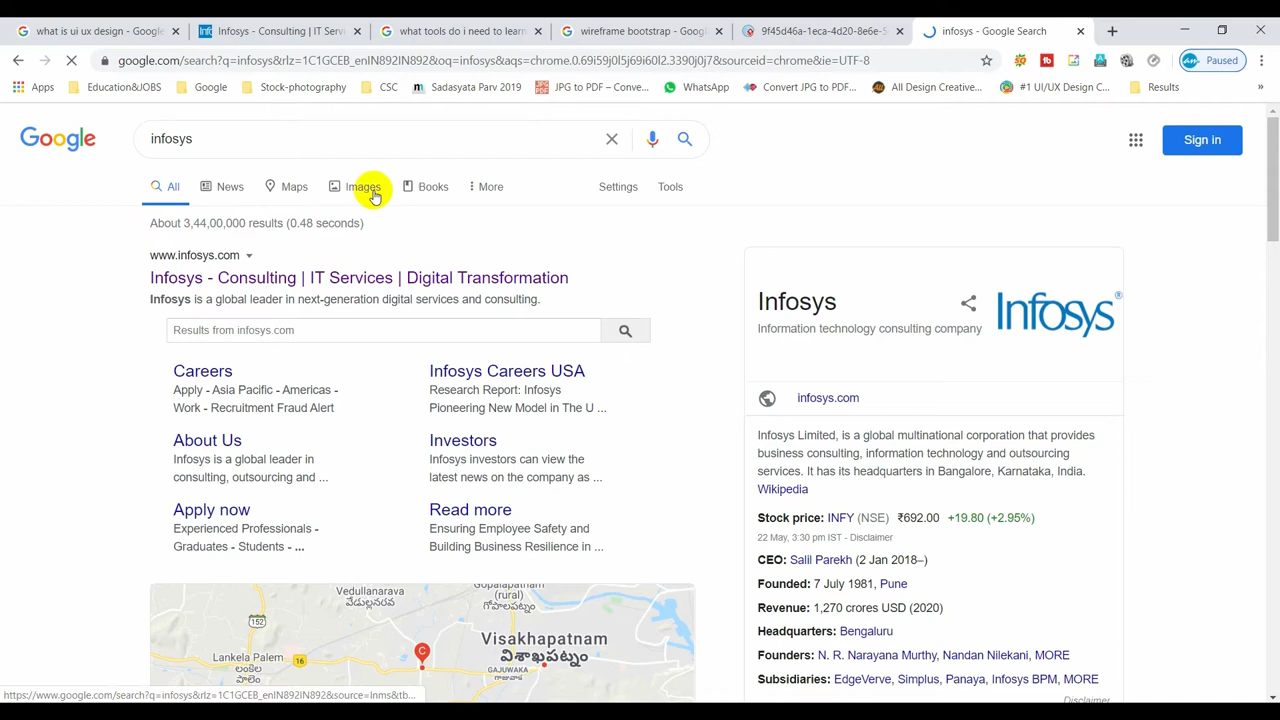 what is ui ux design - Google
Infosys - Consulting | IT Serv
what tools do i need to learn
wireframe bootstrap - Googl
9f45d46a-1eca-4d20-8e6e-5
infosys - Google Search
google.com/search?q=infosys&rlz=1C1GCEB_enIN892IN892&oq=infosys&aqs=chrome.0.69i59j0l5j69i60l2.3390j0j7&sourceid=chrome&ie=UTF-8
Paused
Apps
Education&JOBS
Google
Stock-photography
CSC
Sadasyata Parv 2019
JPG to PDF – Conve...
WhatsApp
Convert JPG to PDF...
All Design Creative...
#1 UI/UX Design C...
Results
Google
infosys
Sign in
All
News
Maps
Images
Books
More
Settings
Tools
About 3,44,00,000 results (0.48 seconds)
www.infosys.com
Infosys - Consulting | IT Services | Digital Transformation
Infosys is a global leader in next-generation digital services and consulting.
Results from infosys.com
Careers
Apply - Asia Pacific - Americas -
Work - Recruitment Fraud Alert
Infosys Careers USA
Research Report: Infosys
Pioneering New Model in The U ...
About Us
Infosys is a global leader in
consulting, outsourcing and ...
Investors
Infosys investors can view the
latest news on the company as ...
Apply now
Experienced Professionals -
Graduates - Students - ...
Read more
Ensuring Employee Safety and
Building Business Resilience in ...
(rural)
గోపాలపట్నం
Vedullanarava
వేదుల్లనరవ
152
Lankela Palem
లంకెల పాలెం
16
C
Visakhapatnam
విశాఖపట్నం
GAJUWAKA
Infosys
Information technology consulting company
Infosys®
infosys.com
Infosys Limited, is a global multinational corporation that provides
business consulting, information technology and outsourcing
services. It has its headquarters in Bangalore, Karnataka, India.
Wikipedia
Stock price: INFY (NSE) ₹692.00 +19.80 (+2.95%)
22 May, 3:30 pm IST - Disclaimer
CEO: Salil Parekh (2 Jan 2018–)
Founded: 7 July 1981, Pune
Revenue: 1,270 crores USD (2020)
Headquarters: Bengaluru
Founders: N. R. Narayana Murthy, Nandan Nilekani, MORE
Subsidiaries: EdgeVerve, Simplus, Panaya, Infosys BPM, MORE
Disclaimer
https://www.google.com/search?q=infosys&rlz=1C1GCEB_enIN892IN892&source=lnms&tb...